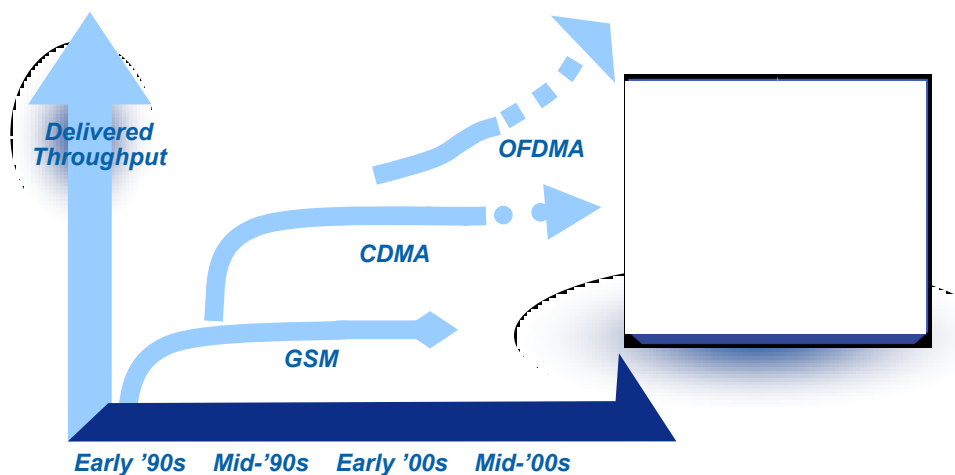 Delivered
Throughput
OFDMA
CDMA
GSM
Early ’90s Mid-’90s Early ’00s Mid-’00s